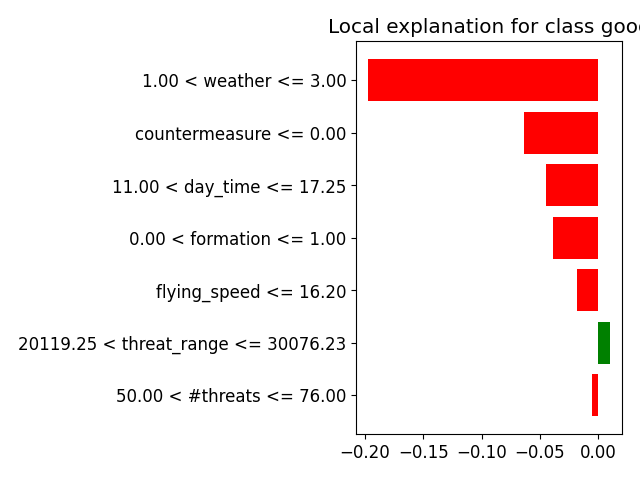 Local explanation for class good
1.00 < weather <= 3.00
countermeasure <= 0.00
11.00 < day_time <= 17.25
0.00 < formation <= 1.00
flying_speed <= 16.20
20119.25 < threat_range <= 30076.23
50.00 < #threats <= 76.00
−0.20 −0.15 −0.10 −0.05 0.00